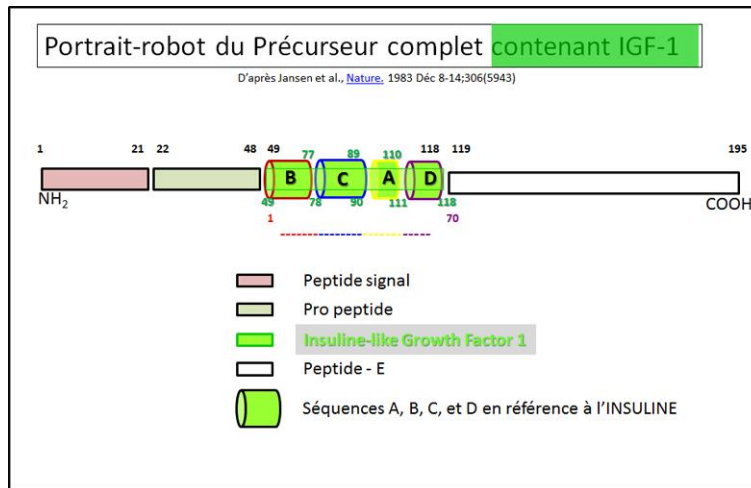 Portrait-robot du Précurseur complet contenant IGF-1
D'après Jansen et al., Nature. 1983 Déc 8-14;306(5943)
1 21 22 48 49 77 89 110 118 119 195
B C A D
NH2 COOH
49 78 90 111 118
1 70
Peptide signal
Pro peptide
Insuline-like Growth Factor 1
Peptide - E
Séquences A, B, C, et D en référence à l'INSULINE